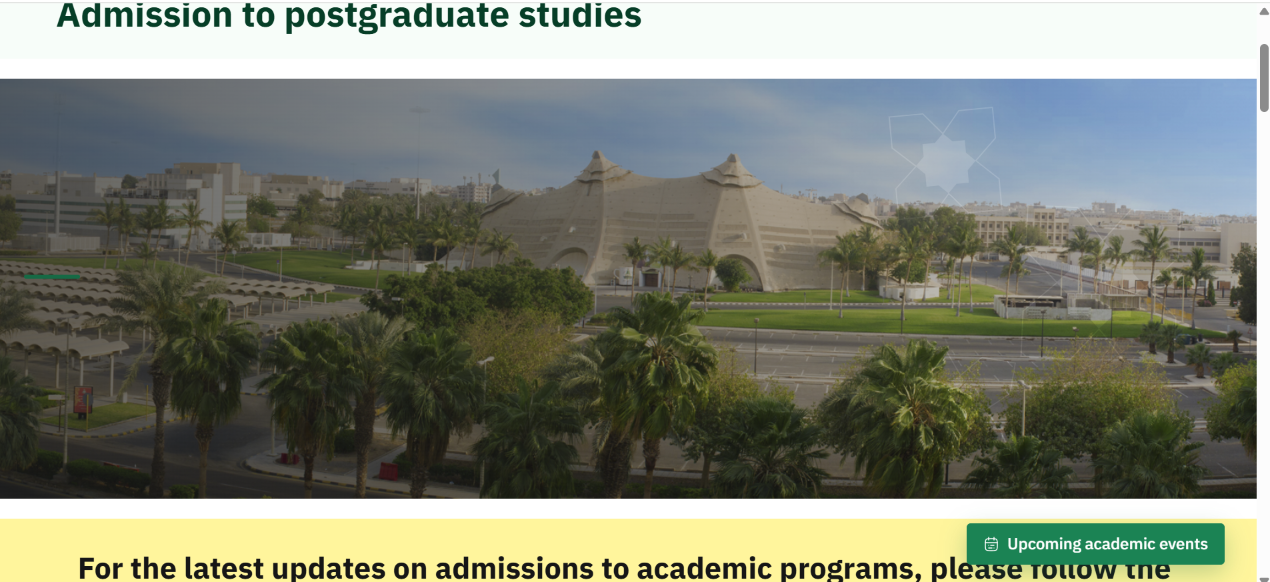 Admission to postgraduate studies
Upcoming academic events
For the latest updates on admissions to academic programs, please follow the